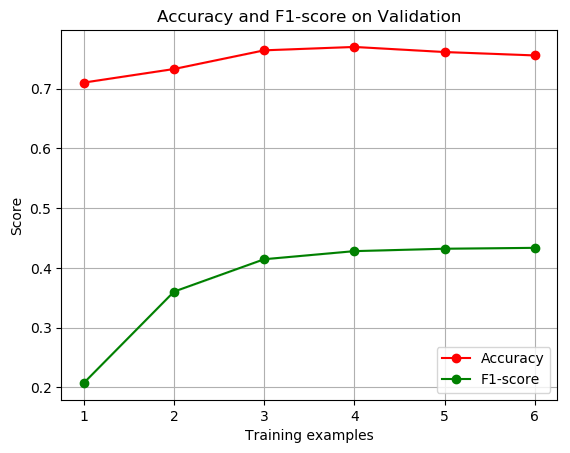 Accuracy and F1-score on Validation
0.7
0.6
0.5
0.4
0.3
0.2
Score
1 2 3 4 5 6
Training examples
Accuracy
F1-score